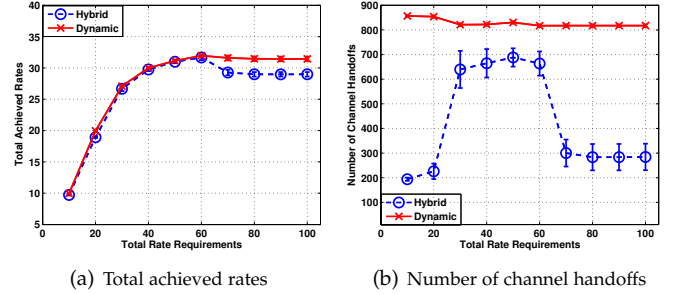 Hybrid
Dynamic
40
35
30
25
20
15
10
5
0 20 40 60 80 100
Total Achieved Rates
Total Rate Requirements
(a) Total achieved rates
900
800
700
600
500
400
300
200
100
0 20 40 60 80 100
Number of Channel Handoffs
Hybrid
Dynamic
Total Rate Requirements
(b) Number of channel handoffs